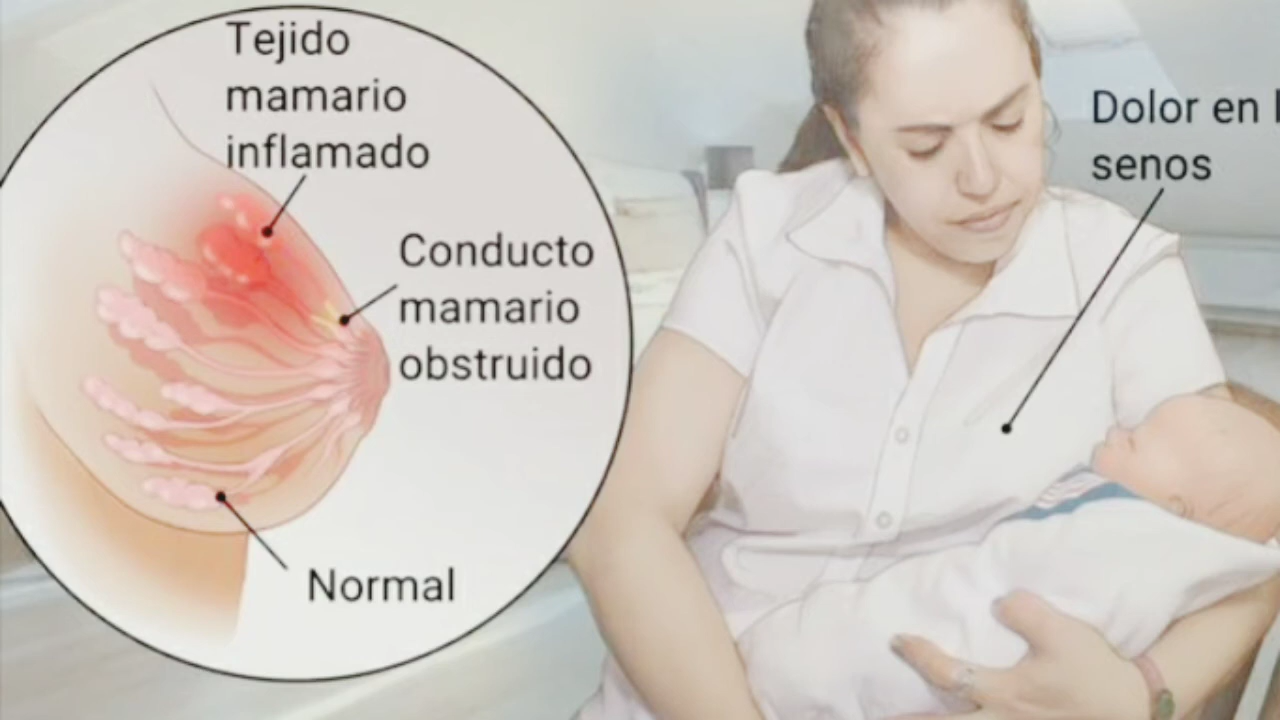 Tejido
mamario
inflamado
Conducto
mamario
obstruido
Normal
Dolor en
senos